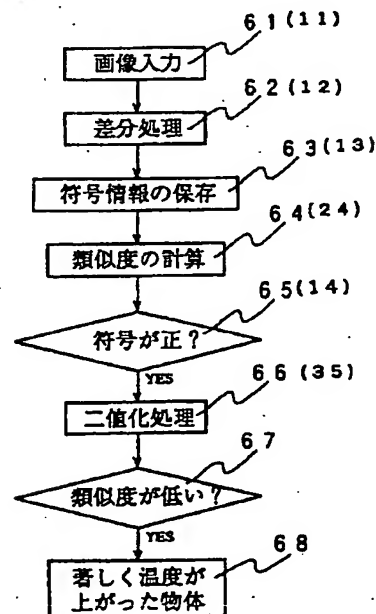 61(11)
画像入力
62(12)
差分処理
63(13)
符号情報の保存
64(24)
類似度の計算
65(14)
符号が正?
YES
66(35)
二値化処理
67
類似度が低い?
YES
68
著しく温度が
上がった物体